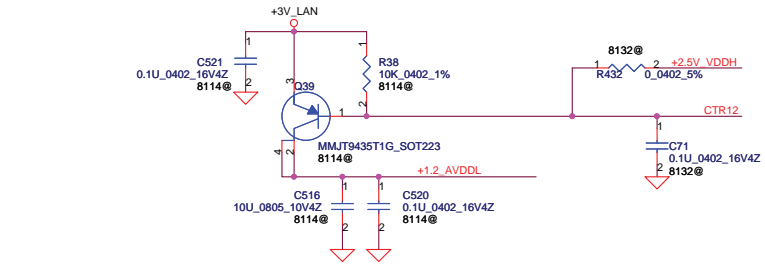 +3V_LAN
1
C521
0.1U_0402_16V4Z
8114@
2
1
R38
10K_0402_1%
8114@
2
8132@
1
2
+2.5V_VDDH
R432
0_0402_5%
3
Q39
1
CTR12
MMJT9435T1G_SOT223
8114@
4
2
1
C71
0.1U_0402_16V4Z
8132@
2
+1.2_AVDDL
1
C516
10U_0805_10V4Z
8114@
2
1
C520
0.1U_0402_16V4Z
8114@
2